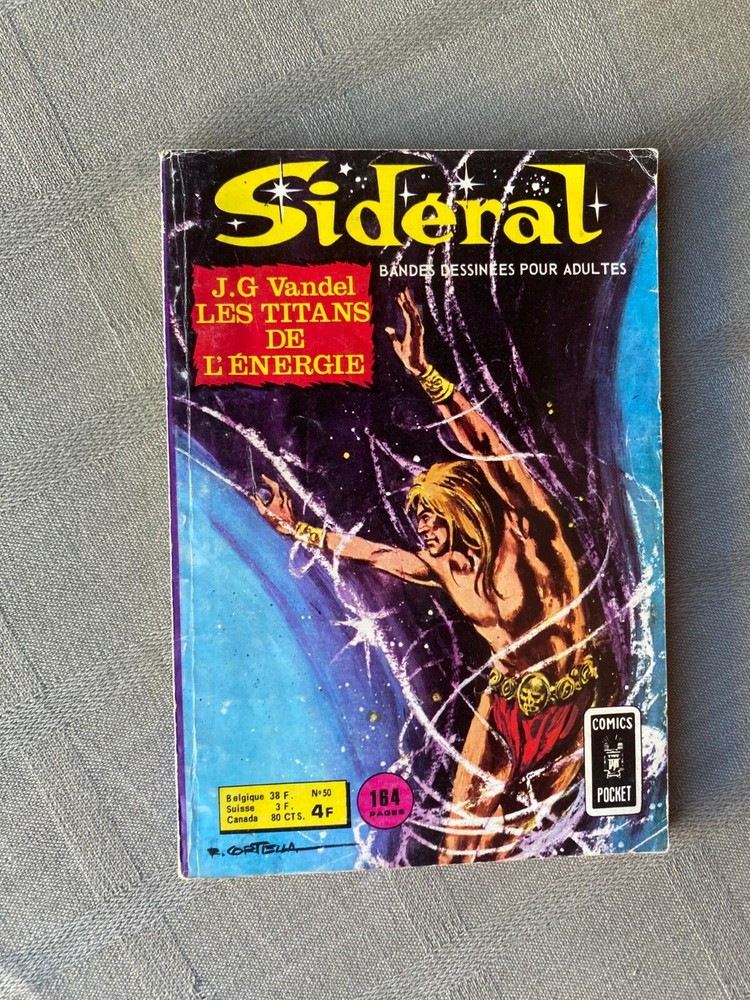 Sidéral
BANDES DESSINÉES POUR ADULTES
J.G Vandel
LES TITANS
DE
L'ÉNERGIE
COMICS
POCKET
Belgique 38 F. N°50
Suisse 3 F.
Canada 80 CTS. 4F
164
PAGES
R. CORTELLA